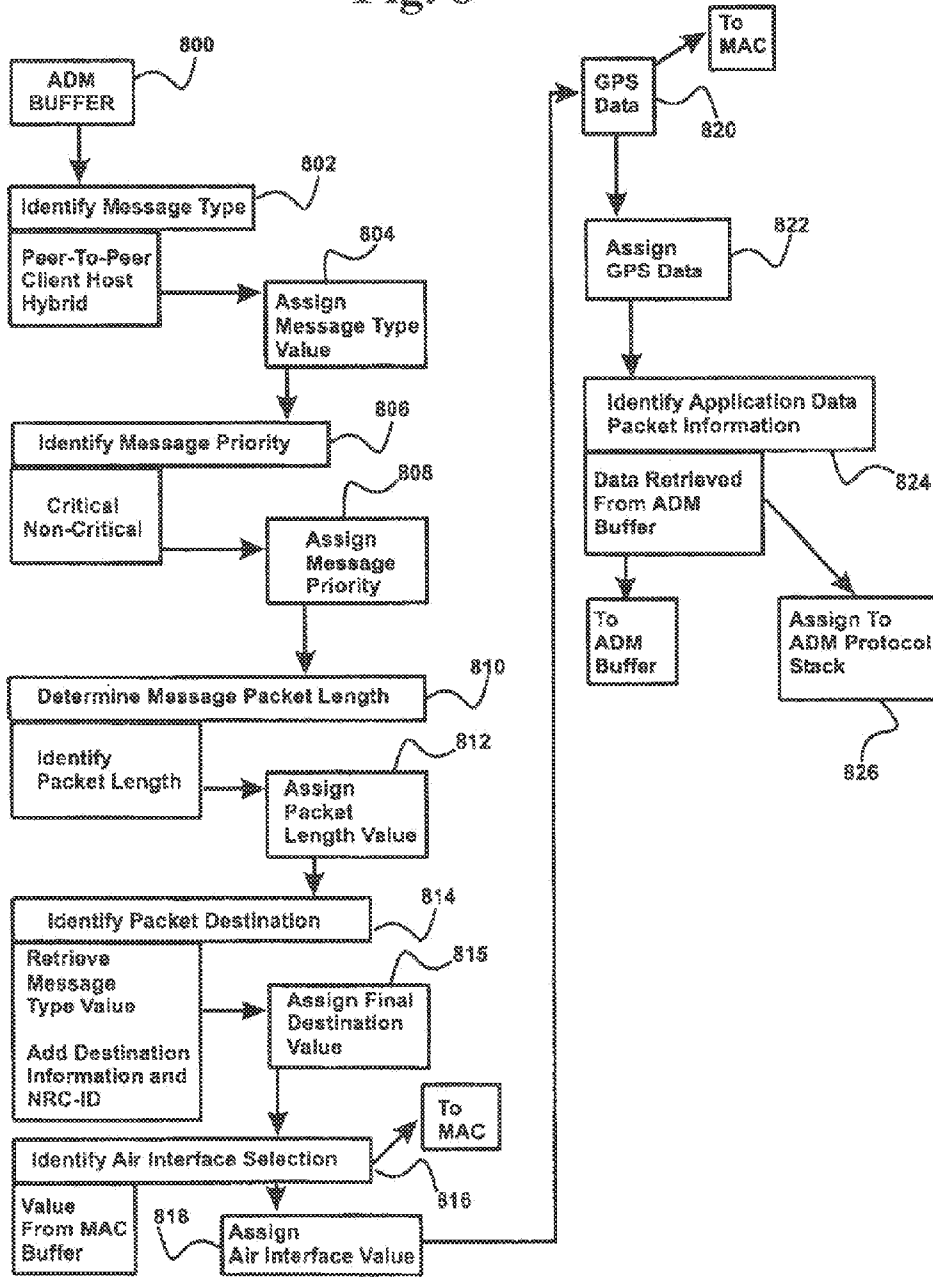 800
ADM
BUFFER
802
Identify Message Type
Peer-To-Peer
Client Host
Hybrid
804
Assign
Message Type
Value
806
Identify Message Priority
Critical
Non-Critical
808
Assign
Message
Priority
810
Determine Message Packet Length
Identify
Packet Length
812
Assign
Packet
Length Value
814
Identify Packet Destination
Retrieve
Message
Type Value
Add Destination
Information and
NRC-ID
815
Assign Final
Destination
Value
To
MAC
Identify Air Interface Selection
816
Value
From MAC
Buffer
818
Assign
Air Interface Value
To
MAC
GPS
Data
820
Assign
GPS Data
822
Identify Application Data
Packet Information
824
Data Retrieved
From ADM
Buffer
To
ADM
Buffer
Assign To
ADM Protocol
Stack
826